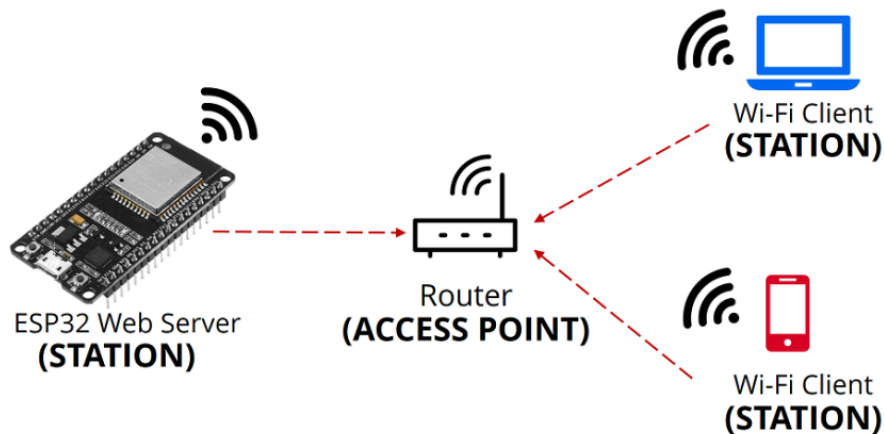 ESP32 Web Server
(STATION)
Router
(ACCESS POINT)
Wi-Fi Client
(STATION)
Wi-Fi Client
(STATION)